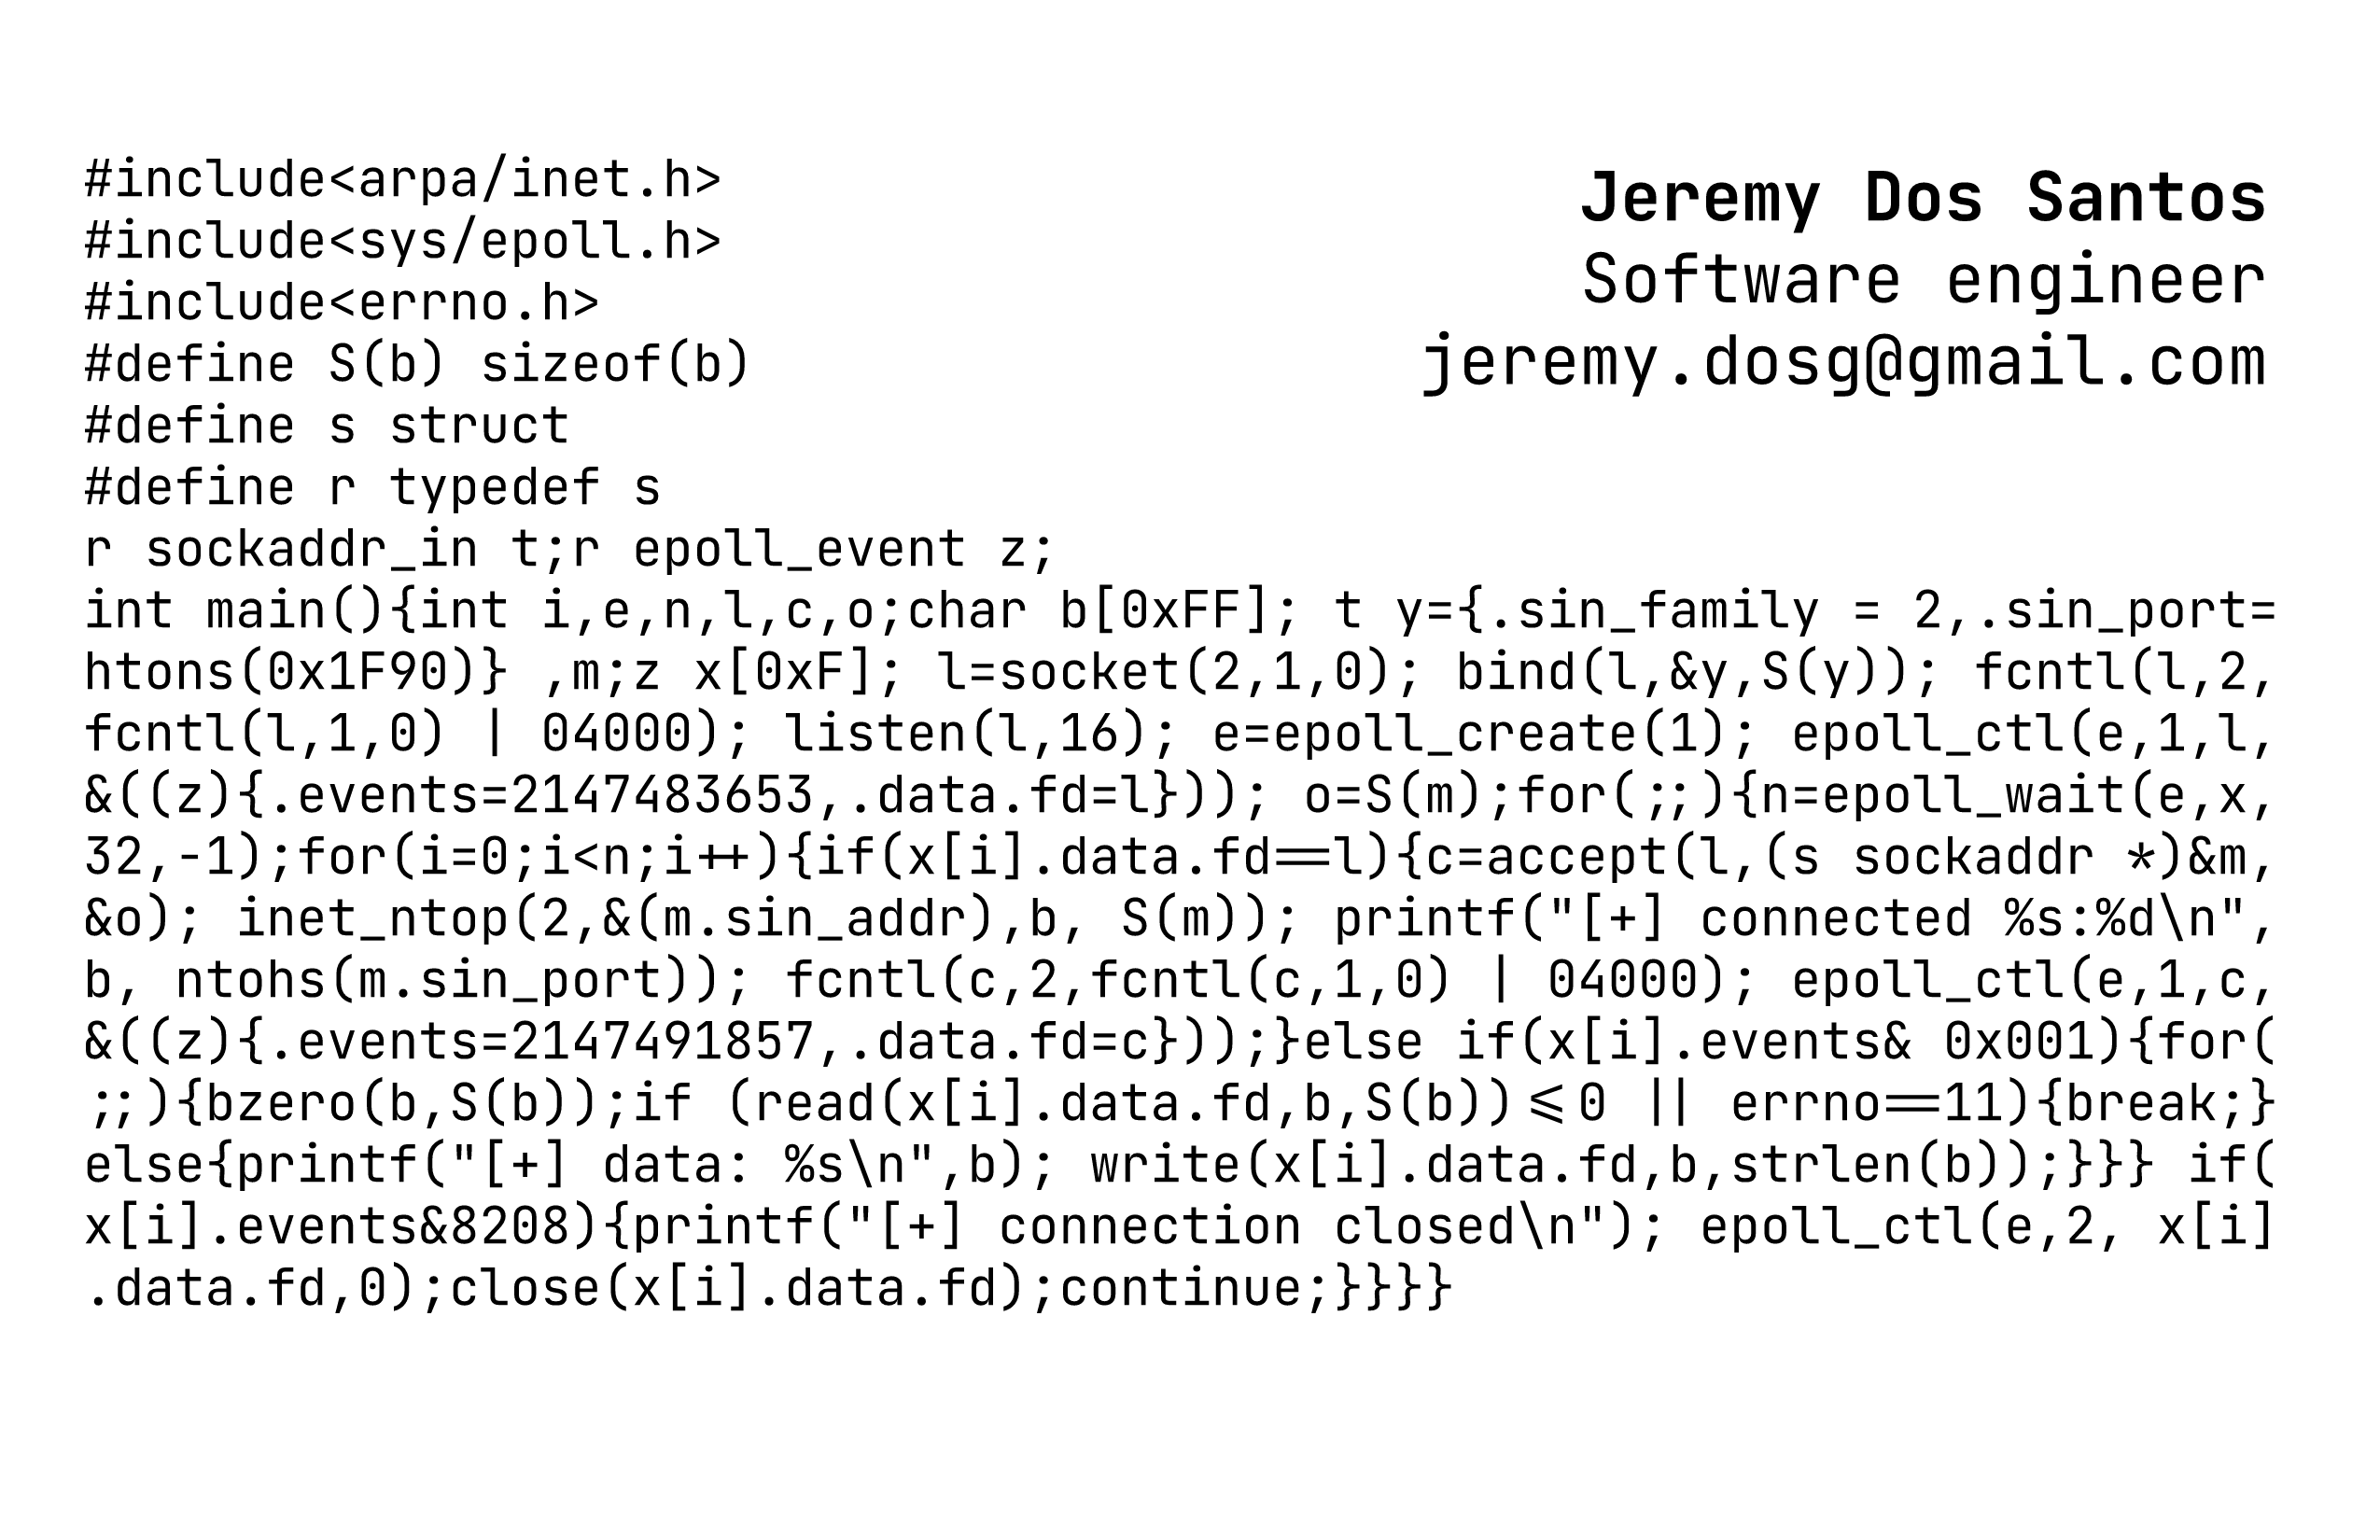 #include<arpa/inet.h>
#include<sys/epoll.h>
#include<errno.h>
#define S(b) sizeof(b)
#define s struct
#define r typedef s
r sockaddr_in t;r epoll_event z;
int main(){int i,e,n,l,c,o;char b[0xFF]; t y={.sin_family = 2,.sin_port=
htons(0x1F90)} ,m;z x[0xF]; l=socket(2,1,0); bind(l,&y,S(y)); fcntl(l,2,
fcntl(l,1,0) | 04000); listen(l,16); e=epoll_create(1); epoll_ctl(e,1,l,
&((z){.events=2147483653,.data.fd=l})); o=S(m);for(;;){n=epoll_wait(e,x,
32,-1);for(i=0;i<n;i++){if(x[i].data.fd==l){c=accept(l,(s sockaddr *)&m,
&o); inet_ntop(2,&(m.sin_addr),b, S(m)); printf("[+] connected %s:%d\n",
b, ntohs(m.sin_port)); fcntl(c,2,fcntl(c,1,0) | 04000); epoll_ctl(e,1,c,
&((z){.events=2147491857,.data.fd=c}));}else if(x[i].events& 0x001){for(
;;){bzero(b,S(b));if (read(x[i].data.fd,b,S(b))<=0 || errno==11){break;}
else{printf("[+] data: %s\n",b); write(x[i].data.fd,b,strlen(b));}}} if(
x[i].events&8208){printf("[+] connection closed\n"); epoll_ctl(e,2, x[i]
.data.fd,0);close(x[i].data.fd);continue;}}}}
Jeremy Dos Santos
Software engineer
jeremy.dosg@gmail.com